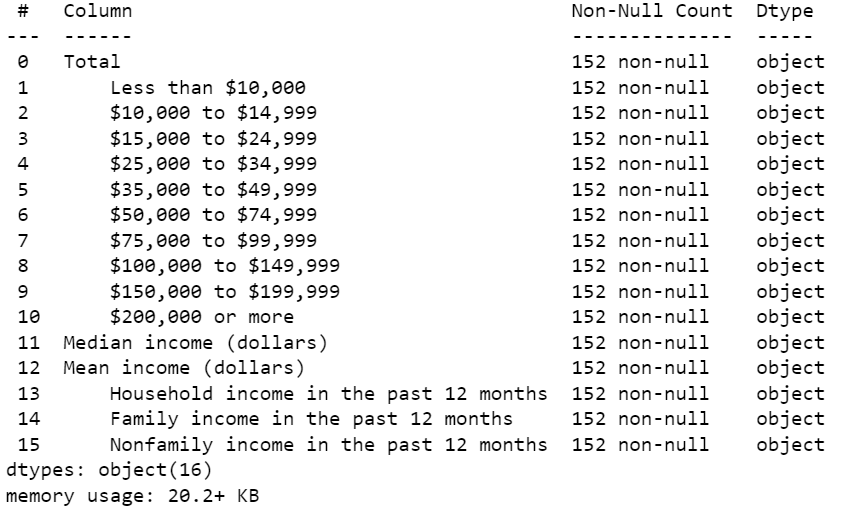 #   Column                                    Non-Null Count  Dtype
---  ------                                    --------------  -----
 0   Total                                     152 non-null    object
 1       Less than $10,000                     152 non-null    object
 2       $10,000 to $14,999                    152 non-null    object
 3       $15,000 to $24,999                    152 non-null    object
 4       $25,000 to $34,999                    152 non-null    object
 5       $35,000 to $49,999                    152 non-null    object
 6       $50,000 to $74,999                    152 non-null    object
 7       $75,000 to $99,999                    152 non-null    object
 8       $100,000 to $149,999                  152 non-null    object
 9       $150,000 to $199,999                  152 non-null    object
 10      $200,000 or more                      152 non-null    object
 11  Median income (dollars)                   152 non-null    object
 12  Mean income (dollars)                     152 non-null    object
 13      Household income in the past 12 months  152 non-null    object
 14      Family income in the past 12 months   152 non-null    object
 15      Nonfamily income in the past 12 months  152 non-null    object
dtypes: object(16)
memory usage: 20.2+ KB